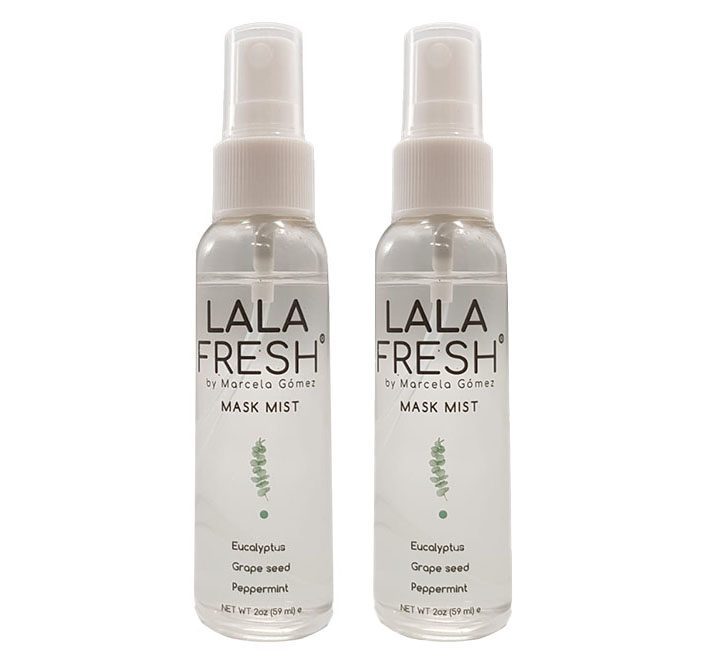 LALA
FRESH®
by Marcela Gómez
MASK MIST
Eucalyptus
Grape seed
Peppermint
NET WT 2oz (59 ml) e
LALA
FRESH®
by Marcela Gómez
MASK MIST
Eucalyptus
Grape seed
Peppermint
NET WT 2oz (59 ml) e